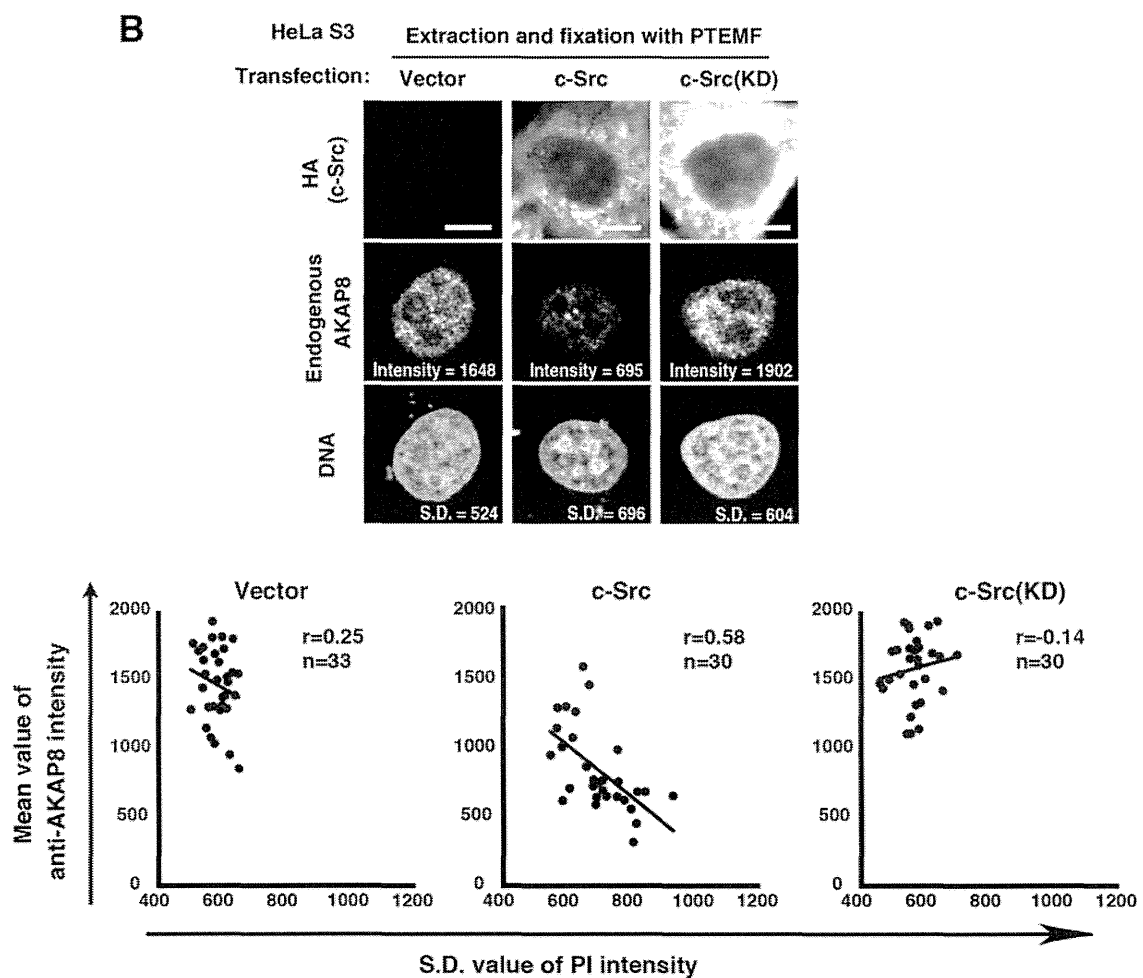 B
HeLa S3
Extraction and fixation with PTEMF
Transfection:
Vector
c-Src
c-Src(KD)
HA
(c-Src)
Endogenous
AKAP8
Intensity = 1648
Intensity = 695
Intensity = 1902
DNA
S.D. = 524
S.D. = 696
S.D. = 604
Mean value of
anti-AKAP8 intensity
Vector
2000
1500
1000
500
0
r=0.25
n=33
400 600 800 1000 1200
c-Src
2000
1500
1000
500
0
r=0.58
n=30
400 600 800 1000 1200
c-Src(KD)
2000
1500
1000
500
0
r=-0.14
n=30
400 600 800 1000 1200
S.D. value of PI intensity